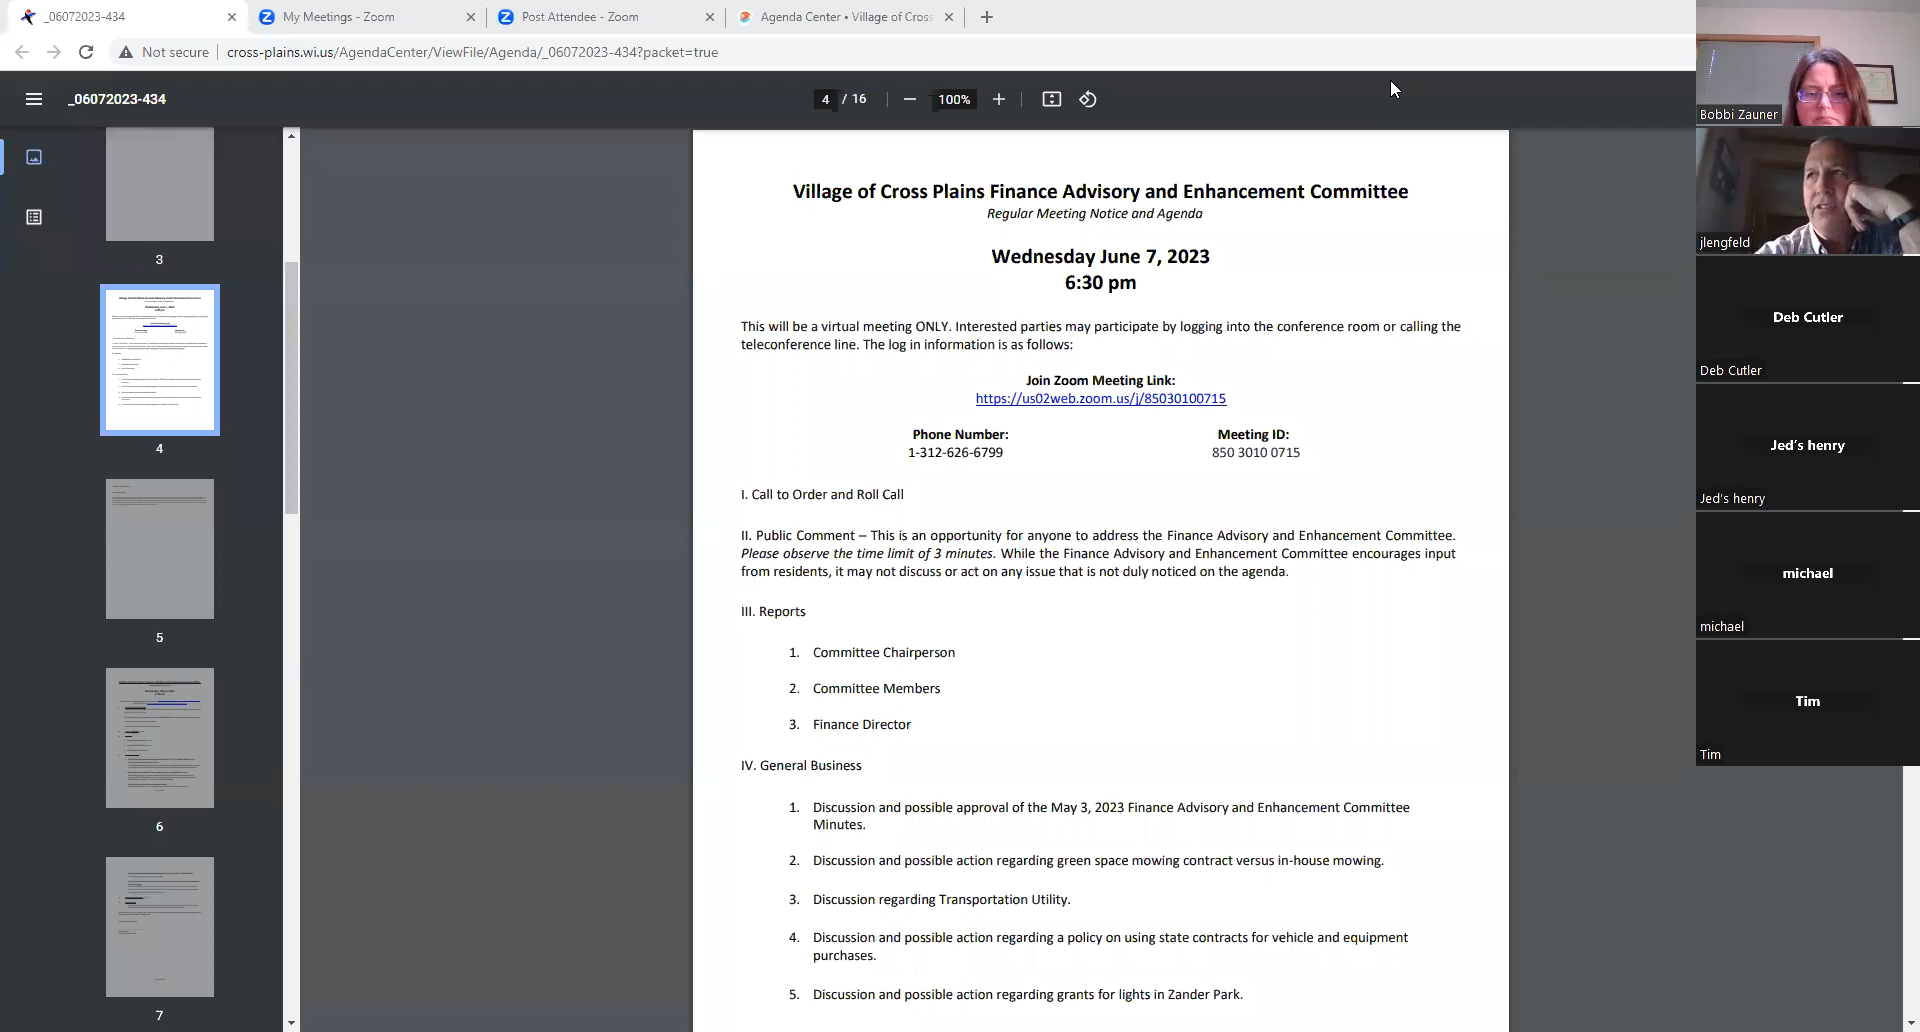 _06072023-434
My Meetings - Zoom
Post Attendee - Zoom
Agenda Center • Village of Cross
Not secure
cross-plains.wi.us/AgendaCenter/ViewFile/Agenda/_06072023-434?packet=true
_06072023-434
4 / 16
100%
3
4
5
6
7
Village of Cross Plains Finance Advisory and Enhancement Committee
Regular Meeting Notice and Agenda
Wednesday June 7, 2023
6:30 pm
This will be a virtual meeting ONLY. Interested parties may participate by logging into the conference room or calling the
teleconference line. The log in information is as follows:
Join Zoom Meeting Link:
https://us02web.zoom.us/j/85030100715
Phone Number: Meeting ID:
1-312-626-6799 850 3010 0715
I. Call to Order and Roll Call
II. Public Comment – This is an opportunity for anyone to address the Finance Advisory and Enhancement Committee.
Please observe the time limit of 3 minutes. While the Finance Advisory and Enhancement Committee encourages input
from residents, it may not discuss or act on any issue that is not duly noticed on the agenda.
III. Reports
1. Committee Chairperson
2. Committee Members
3. Finance Director
IV. General Business
1. Discussion and possible approval of the May 3, 2023 Finance Advisory and Enhancement Committee
Minutes.
2. Discussion and possible action regarding green space mowing contract versus in-house mowing.
3. Discussion regarding Transportation Utility.
4. Discussion and possible action regarding a policy on using state contracts for vehicle and equipment
purchases.
5. Discussion and possible action regarding grants for lights in Zander Park.
Bobbi Zauner
jlengfeld
Deb Cutler
Deb Cutler
Jed's henry
Jed's henry
michael
michael
Tim
Tim